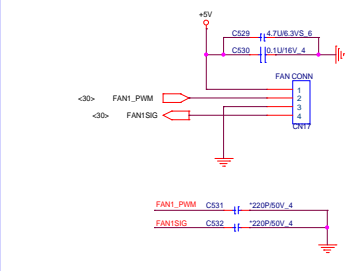 +5V
C529 4.7U/6.3VS_6
C530 0.1U/16V_4
FAN CONN
1
<30> FAN1_PWM 2
3
<30> FAN1SIG 4
CN17
FAN1_PWM C531 *220P/50V_4
FAN1SIG C532 *220P/50V_4